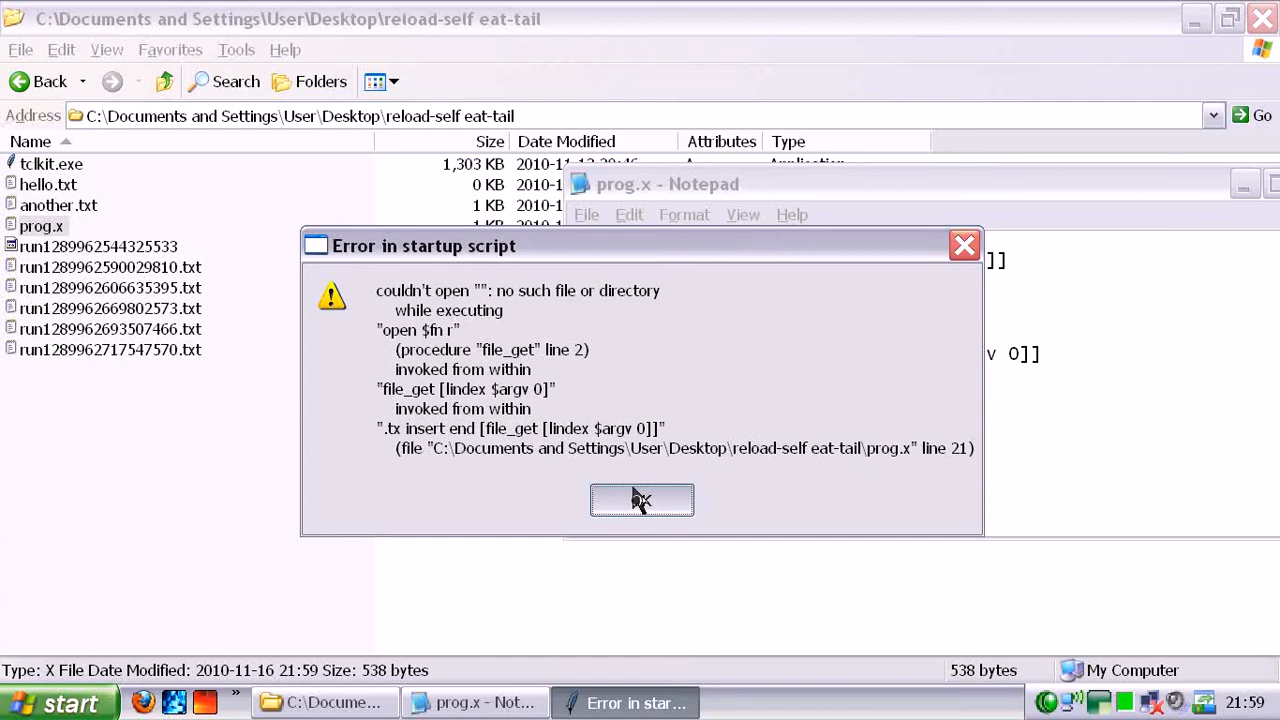 C:\Documents and Settings\User\Desktop\reload-self eat-tail
File Edit View Favorites Tools Help
Back Search Folders
Address C:\Documents and Settings\User\Desktop\reload-self eat-tail Go
Name Size Date Modified Attributes Type
tclkit.exe 1,303 KB
hello.txt 0 KB 200
another.txt 1 KB 200
prog.x
run1289962544325533
run1289962590029810.txt
run1289962606635395.txt
run1289962669802573.txt
run1289962693507466.txt
run1289962717547570.txt
prog.x - Notepad
File Edit Format View Help
]]
v 0]]
Error in startup script
couldn't open "": no such file or directory
while executing
"open $fn r"
(procedure "file_get" line 2)
invoked from within
"file_get [lindex $argv 0]"
invoked from within
".tx insert end [file_get [lindex $argv 0]]"
(file "C:\Documents and Settings\User\Desktop\reload-self eat-tail\prog.x" line 21)
Type: X File Date Modified: 2010-11-16 21:59 Size: 538 bytes 538 bytes My Computer
start » C:\Docume... prog.x - Not... Error in star... 21:59